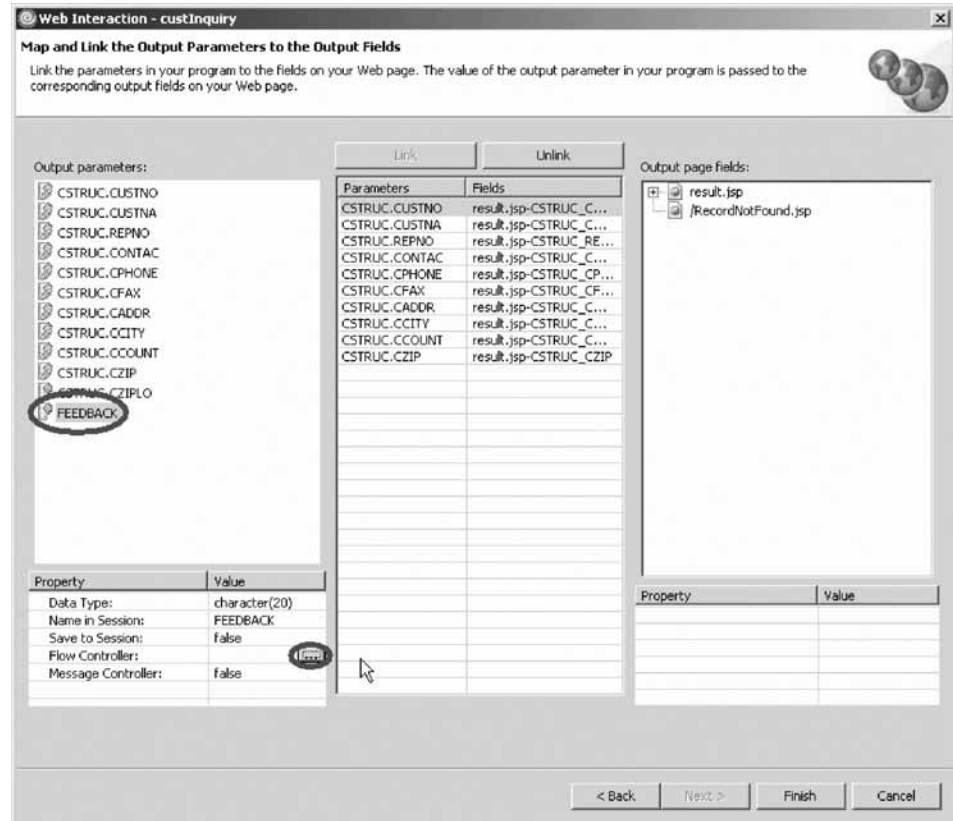 Web Interaction - custInquiry
Map and Link the Output Parameters to the Output Fields
Link the parameters in your program to the fields on your Web page. The value of the output parameter in your program is passed to the
corresponding output fields on your Web page.
Output parameters:
CSTRUC.CUSTNO
CSTRUC.CUSTNA
CSTRUC.REPNO
CSTRUC.CONTAC
CSTRUC.CPHONE
CSTRUC.CFAX
CSTRUC.CADDR
CSTRUC.CCITY
CSTRUC.CCOUNT
CSTRUC.CZIP
CSTRUC.CZIPLO
FEEDBACK
Property Value
Data Type: character(20)
Name in Session: FEEDBACK
Save to Session: false
Flow Controller: ...
Message Controller: false
Link Unlink
Parameters Fields
CSTRUC.CUSTNO result.jsp-CSTRUC_C...
CSTRUC.CUSTNA result.jsp-CSTRUC_C...
CSTRUC.REPNO result.jsp-CSTRUC_RE...
CSTRUC.CONTAC result.jsp-CSTRUC_C...
CSTRUC.CPHONE result.jsp-CSTRUC_CP...
CSTRUC.CFAX result.jsp-CSTRUC_CF...
CSTRUC.CADDR result.jsp-CSTRUC_C...
CSTRUC.CCITY result.jsp-CSTRUC_C...
CSTRUC.CCOUNT result.jsp-CSTRUC_C...
CSTRUC.CZIP result.jsp-CSTRUC_CZIP
Output page fields:
result.jsp
/RecordNotFound.jsp
Property Value
< Back Next > Finish Cancel